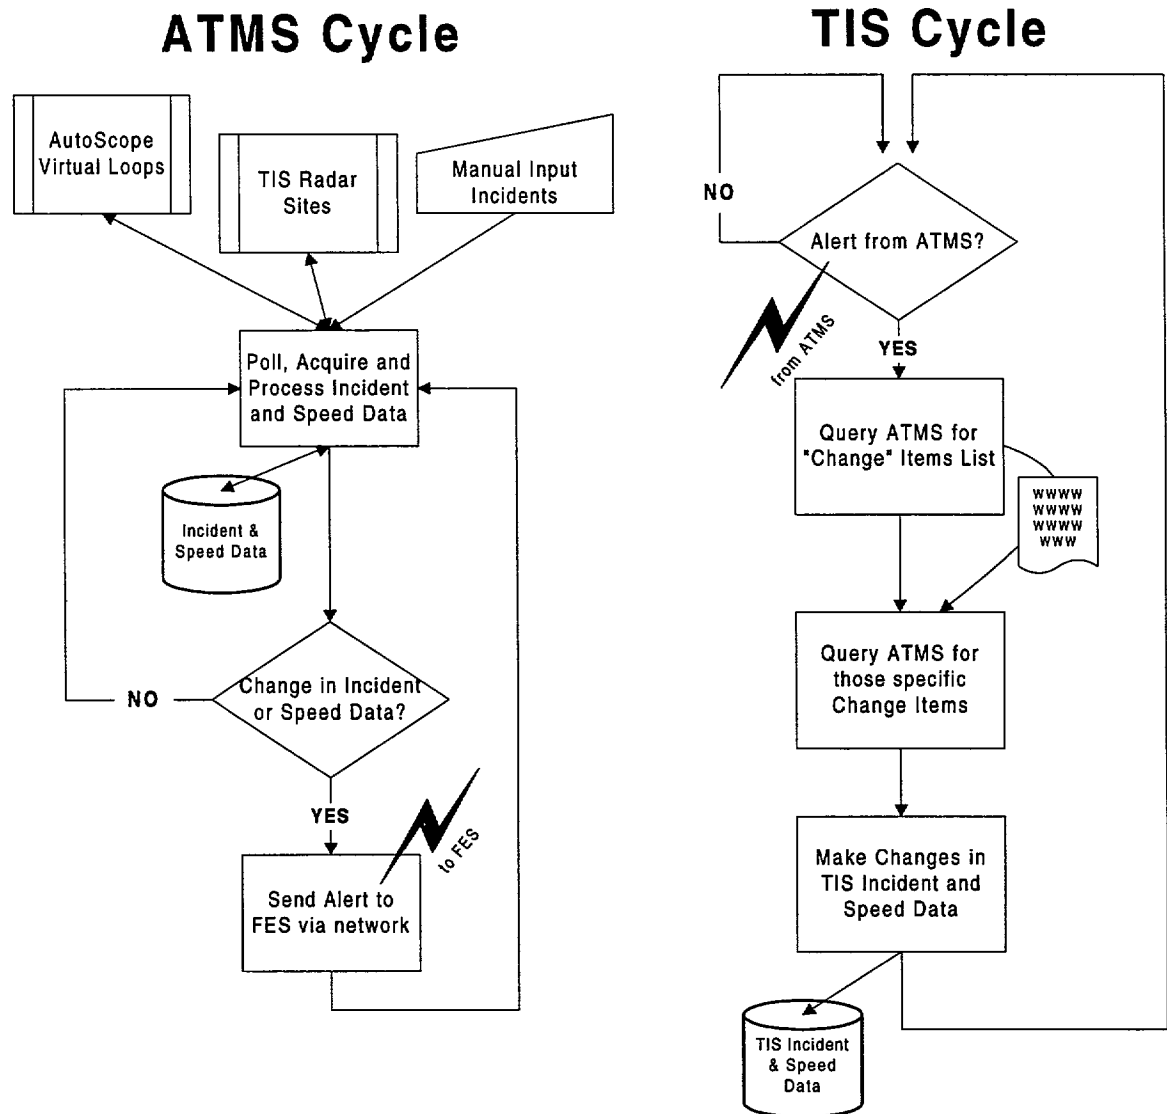 ATMS Cycle
AutoScope
Virtual Loops
TIS Radar
Sites
Manual Input
Incidents
Poll, Acquire and
Process Incident
and Speed Data
Incident &
Speed Data
NO
Change in Incident
or Speed Data?
YES
to FES
Send Alert to
FES via network
TIS Cycle
NO
Alert from ATMS?
from ATMS
YES
Query ATMS for
"Change" Items List
WWWW
WWWW
WWWW
WWW
Query ATMS for
those specific
Change Items
Make Changes in
TIS Incident and
Speed Data
TIS Incident
& Speed
Data